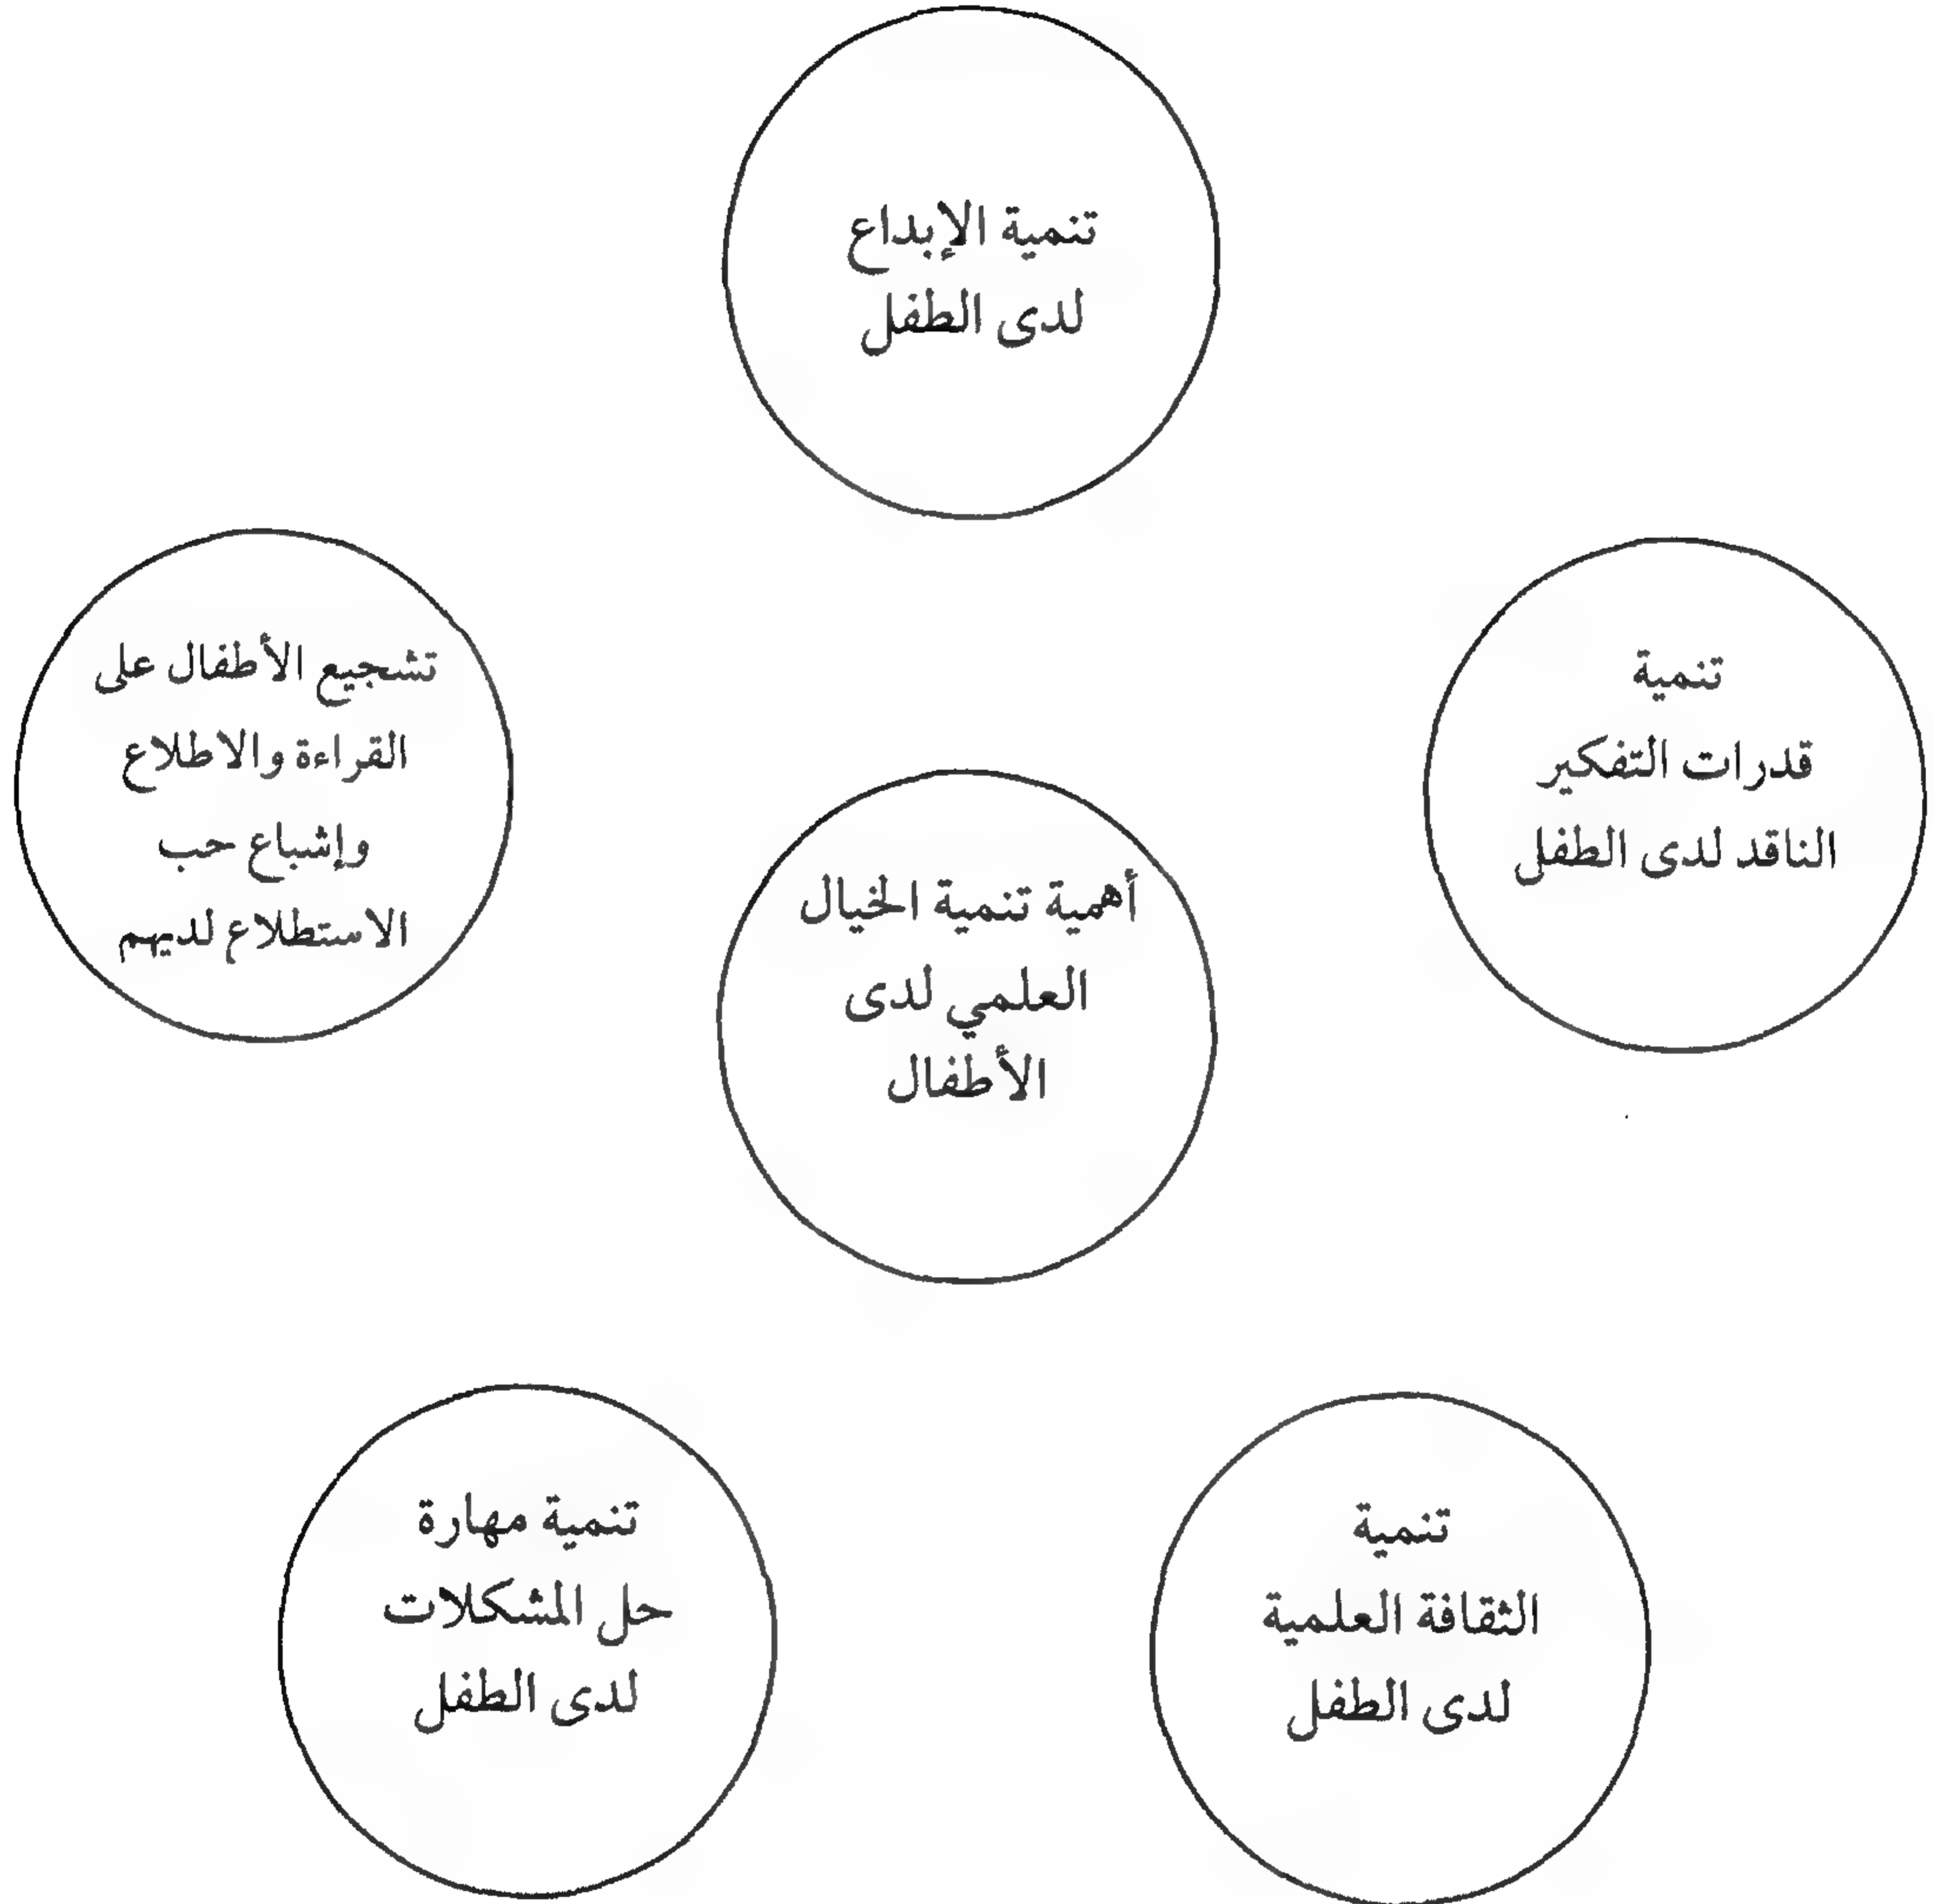 تنمية الإبداع
لدى الطفل
تنمية
قدرات التفكير
الناقد لدى الطفل
تشجيع الأطفال على
القراءة والاطلاع
وإشباع حب
الاستطلاع لديهم
أهمية تنمية الخيال
العلمي لدى
الأطفال
تنمية
الثقافة العلمية
لدى الطفل
تنمية مهارة
حل المشكلات
لدى الطفل